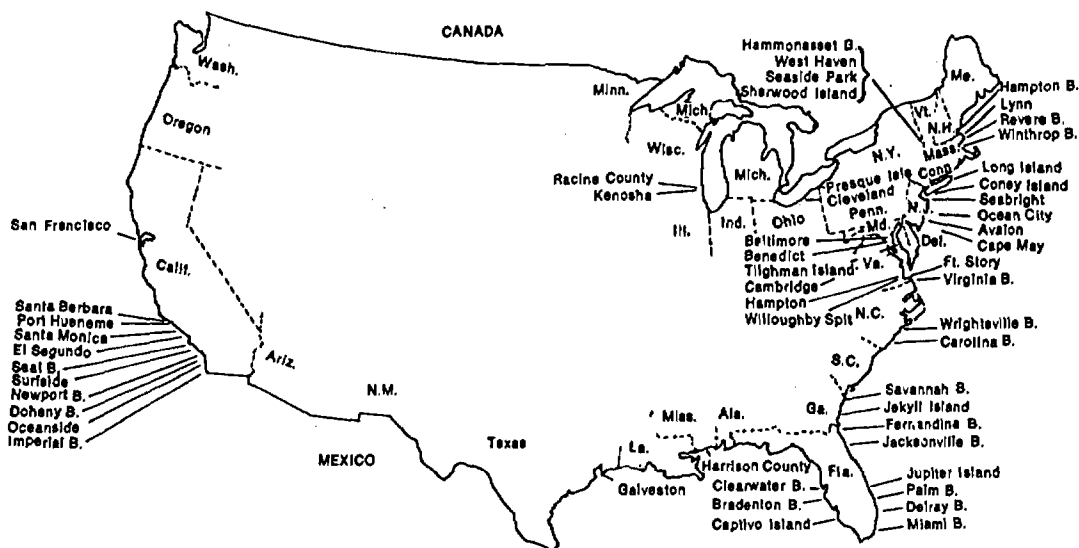 CANADA
Wash.
Oregon
San Francisco
Calif.
Santa Berbara
Port Hueneme
Santa Monica
El Segundo
Seal B.
Surfside
Newport B.
Doheny B.
Oceanside
Imperial B.
Ariz.
N.M.
MEXICO
Texas
Minn.
Mich.
Wisc.
Mich.
Racine County
Kenosha
Ill.
Ind.
Ohio
Hammonasset B.
West Haven
Seaside Park
Sherwood Island
Me.
Vt.
N.H.
Mass.
Conn.
N.Y.
Hampton B.
Lynn
Revere B.
Winthrop B.
Presque Isle
Cleveland
Penn.
N.J.
Md.
Del.
Va.
Long Island
Coney Island
Seabright
Ocean City
Avalon
Cape May
Baltimore
Benedict
Tilghman Island
Cambridge
Hampton
Willoughby Spit
Ft. Story
Virginia B.
N.C.
Wrightsville B.
Carolina B.
S.C.
Ga.
Savannah B.
Jekyll Island
Fernandina B.
Jacksonville B.
Miss.
Ala.
La.
Galveston
Harrison County
Fla.
Clearwater B.
Bradenton B.
Captivo Island
Jupiter Island
Palm B.
Delray B.
Miami B.